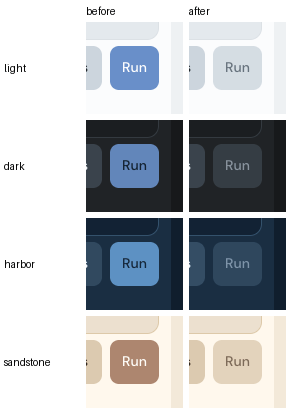 before after
light s Run s Run
dark s Run s Run
harbor s Run s Run
sandstone s Run s Run